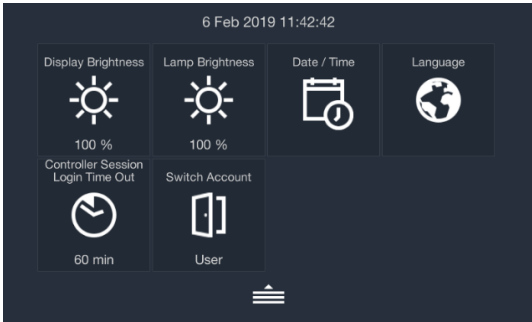 6 Feb 2019 11:42:42
Display Brightness
100 %
Lamp Brightness
100 %
Date / Time
Language
Controller Session
Login Time Out
60 min
Switch Account
User